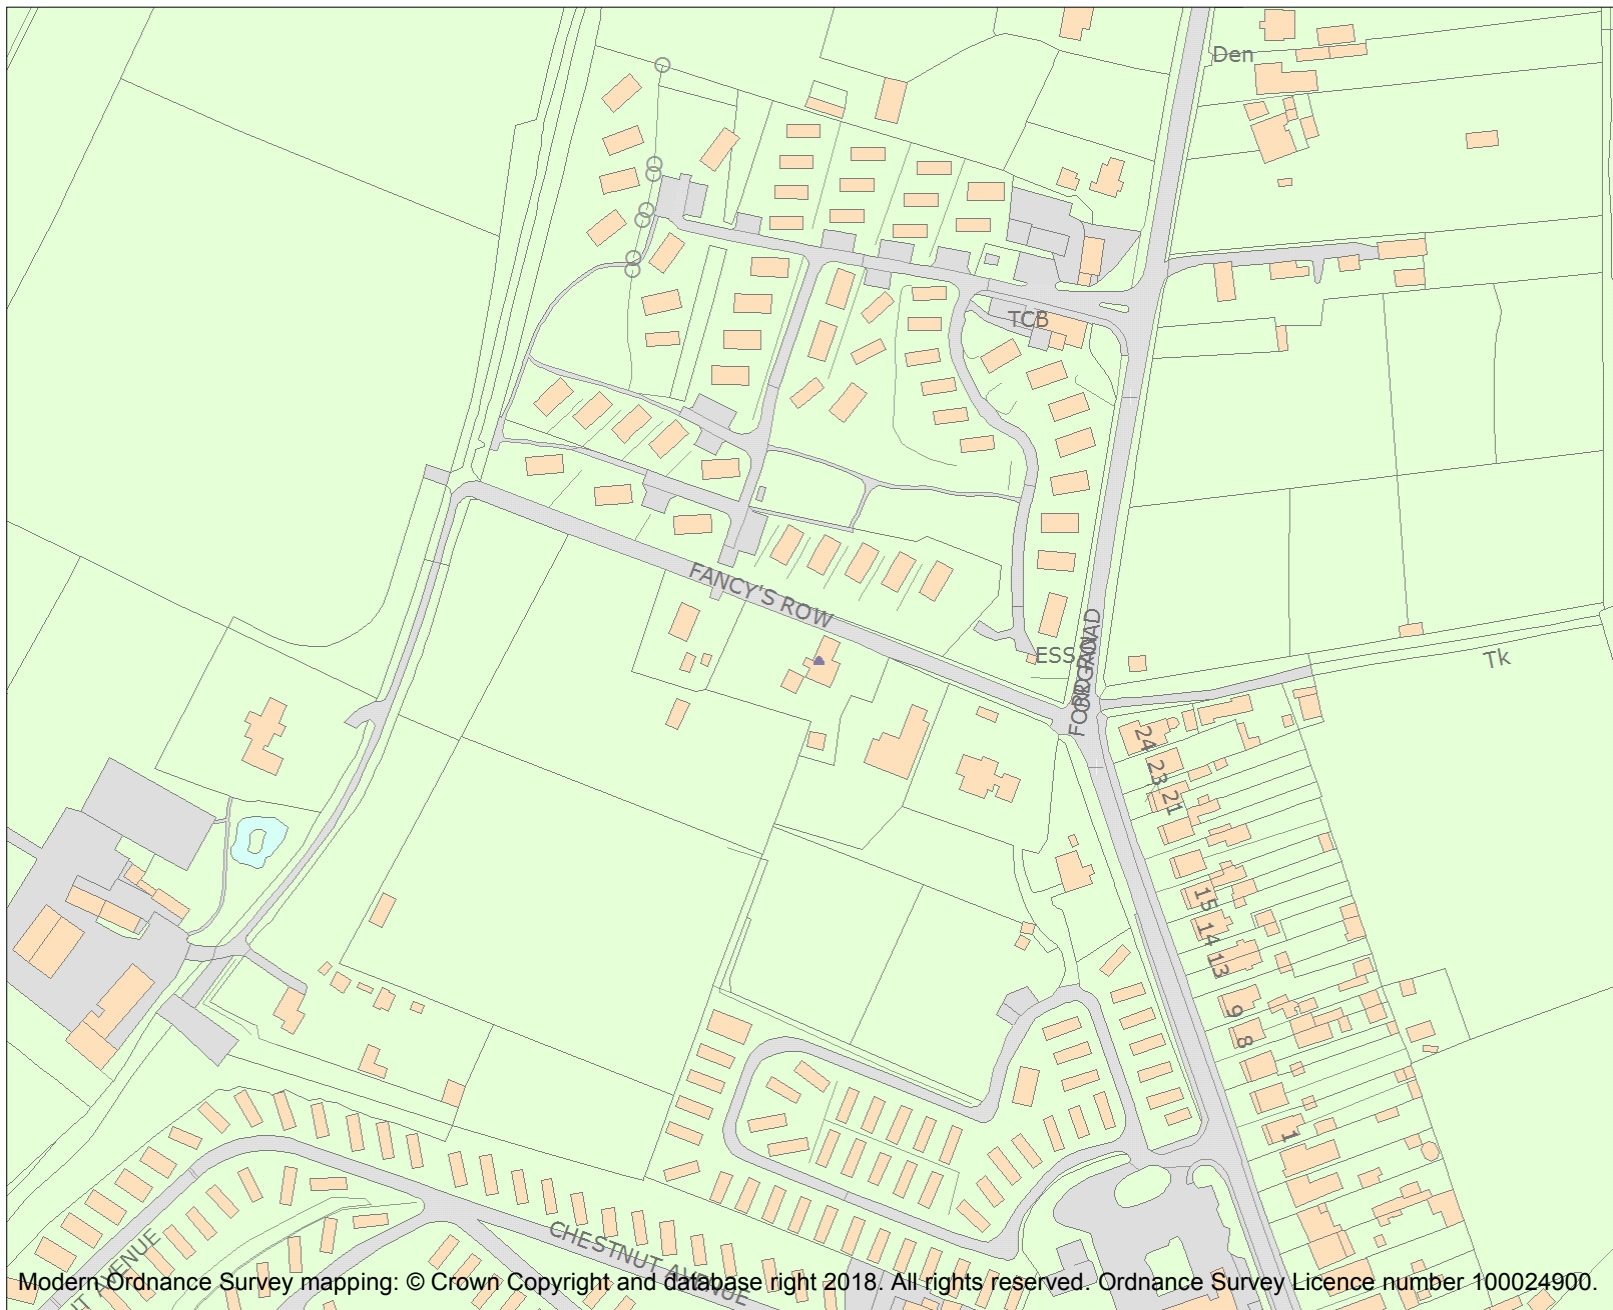 Den
TCB
FANCY'S ROW
ESS
FORD ROAD
Tk
24
23
21
15
14
13
9
8
1
CHESTNUT AVENUE
T AVENUE
Modern Ordnance Survey mapping: © Crown Copyright and database right 2018. All rights reserved. Ordnance Survey Licence number 100024900.